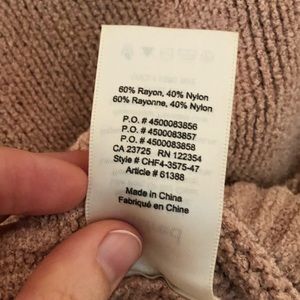 60% Rayon, 40% Nylon
60% Rayonne, 40% Nylon
P.O. # 4500083856
P.O. # 4500083857
P.O. # 4500083858
CA 23725 RN 122354
Style # CHF4-3575-47
Article # 61388
Made in China
Fabriqué en Chine